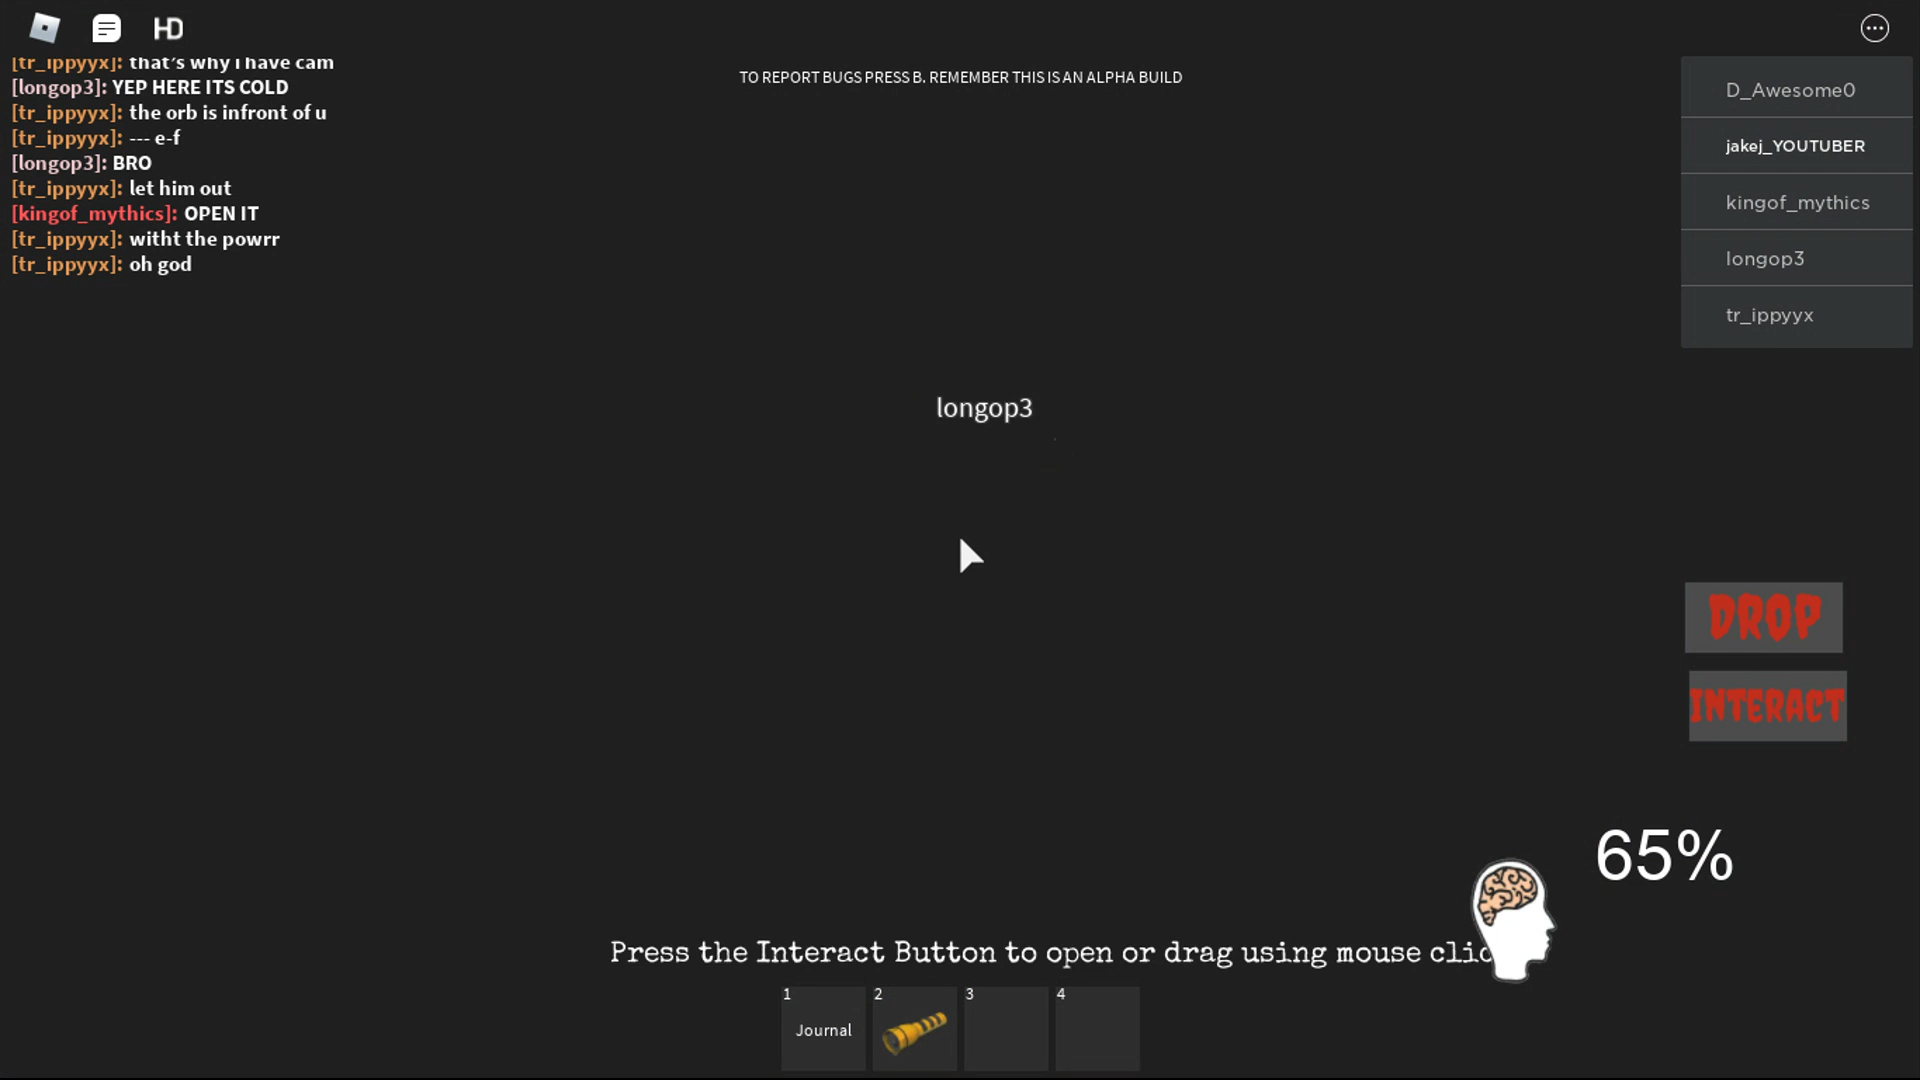 HD
[tr_ippyyx]: that's why i have cam
[longop3]: YEP HERE ITS COLD
[tr_ippyyx]: the orb is infront of u
[tr_ippyyx]: --- e-f
[longop3]: BRO
[tr_ippyyx]: let him out
[kingof_mythics]: OPEN IT
[tr_ippyyx]: witht the powrr
[tr_ippyyx]: oh god
TO REPORT BUGS PRESS B. REMEMBER THIS IS AN ALPHA BUILD
D_Awesome0
jakej_YOUTUBER
kingof_mythics
longop3
tr_ippyyx
longop3
DROP
INTERACT
65%
Press the Interact Button to open or drag using mouse clic
1
Journal
2
3
4